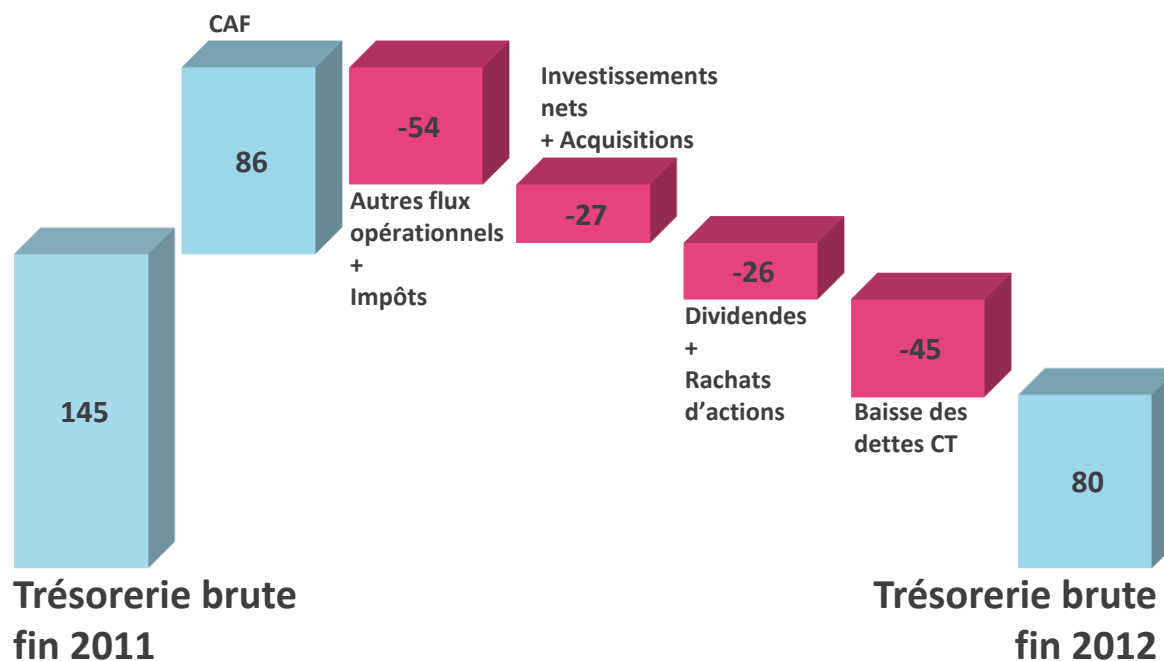 CAF
86
-54
Autres flux
opérationnels
+
Impôts
Investissements
nets
+ Acquisitions
-27
-26
Dividendes
+
Rachats
d’actions
-45
Baisse des
dettes CT
145
80
Trésorerie brute
fin 2011
Trésorerie brute
fin 2012